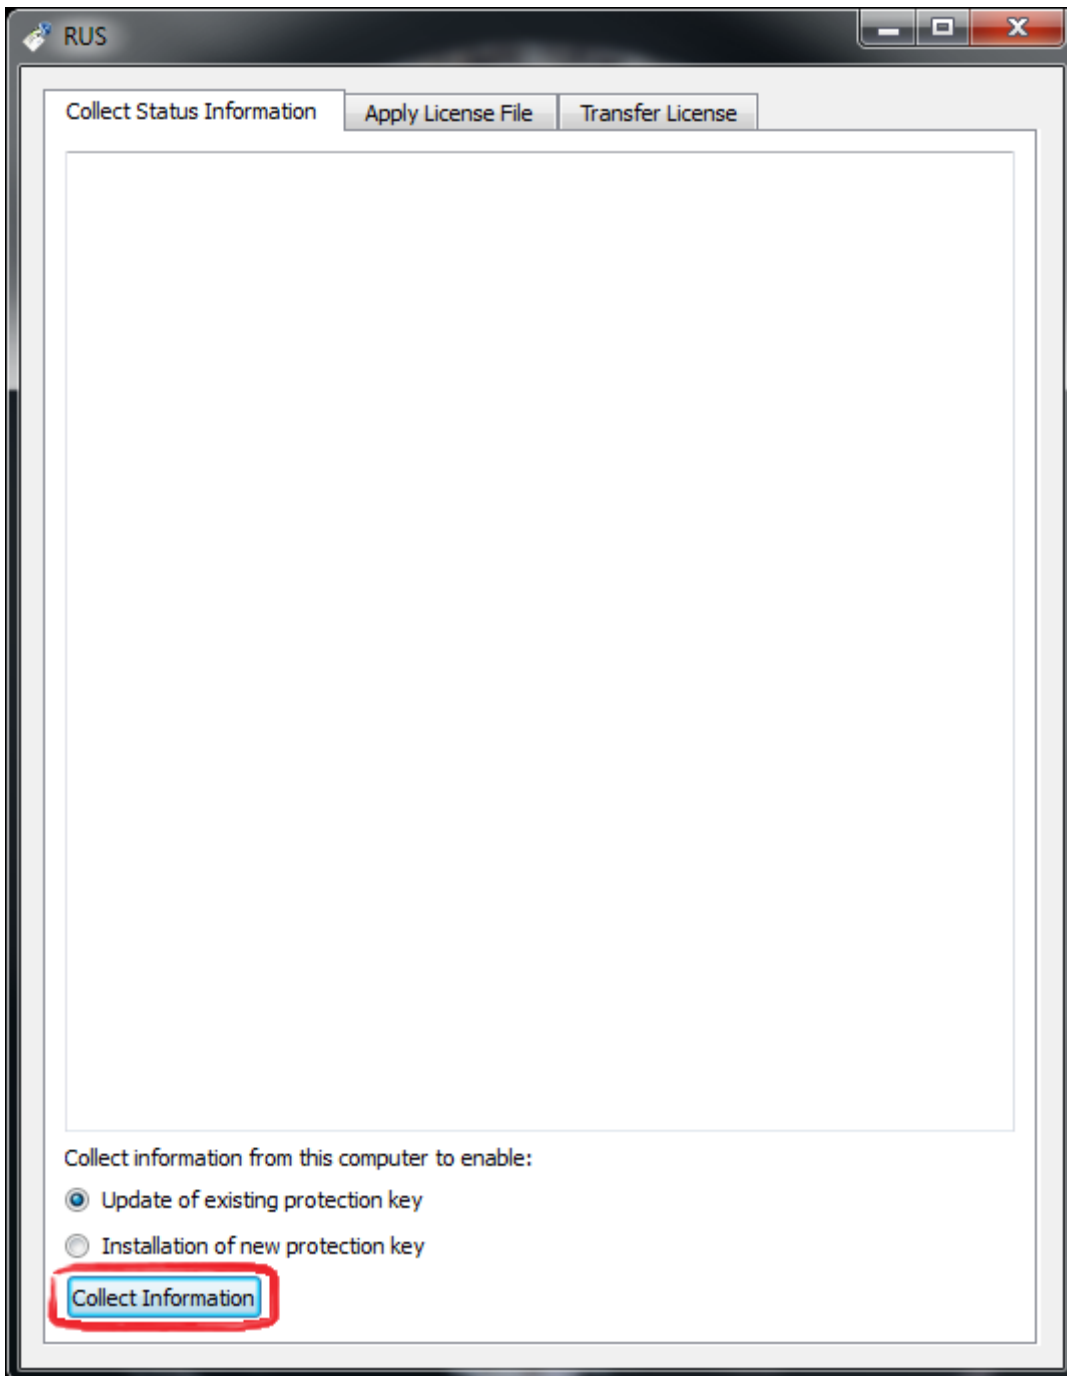 RUS
Collect Status Information Apply License File Transfer License
Collect information from this computer to enable:
Update of existing protection key
Installation of new protection key
Collect Information